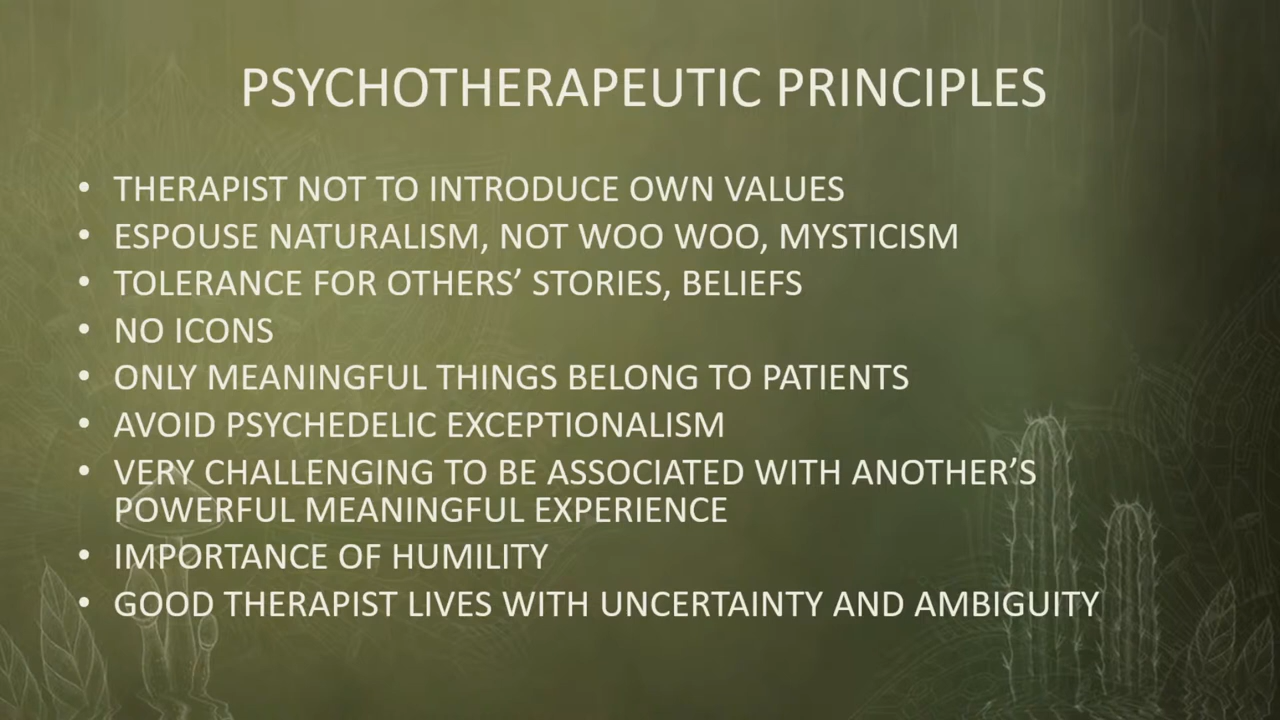 PSYCHOTHERAPEUTIC PRINCIPLES
• THERAPIST NOT TO INTRODUCE OWN VALUES
• ESPOUSE NATURALISM, NOT WOO WOO, MYSTICISM
• TOLERANCE FOR OTHERS’ STORIES, BELIEFS
• NO ICONS
• ONLY MEANINGFUL THINGS BELONG TO PATIENTS
• AVOID PSYCHEDELIC EXCEPTIONALISM
• VERY CHALLENGING TO BE ASSOCIATED WITH ANOTHER’S
POWERFUL MEANINGFUL EXPERIENCE
• IMPORTANCE OF HUMILITY
• GOOD THERAPIST LIVES WITH UNCERTAINTY AND AMBIGUITY